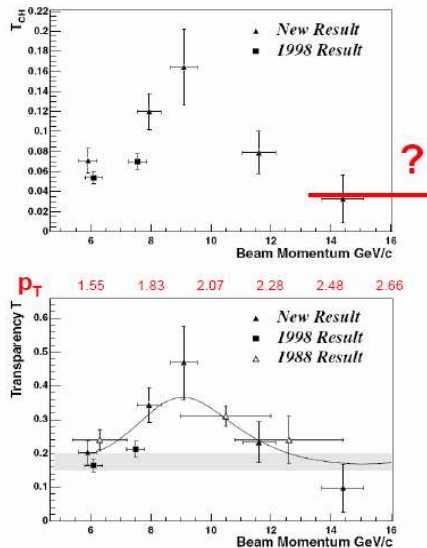 0.22
0.2
0.18
0.16
0.14
0.12
0.1
0.08
0.06
0.04
0.02
0
T_CH
New Result
1998 Result
?
6 8 10 12 14 16
Beam Momentum GeV/c
p_T 1.55 1.83 2.07 2.28 2.48 2.66
Transparency T
0.6
0.5
0.4
0.3
0.2
0.1
0
New Result
1998 Result
1988 Result
6 8 10 12 14 16
Beam Momentum GeV/c